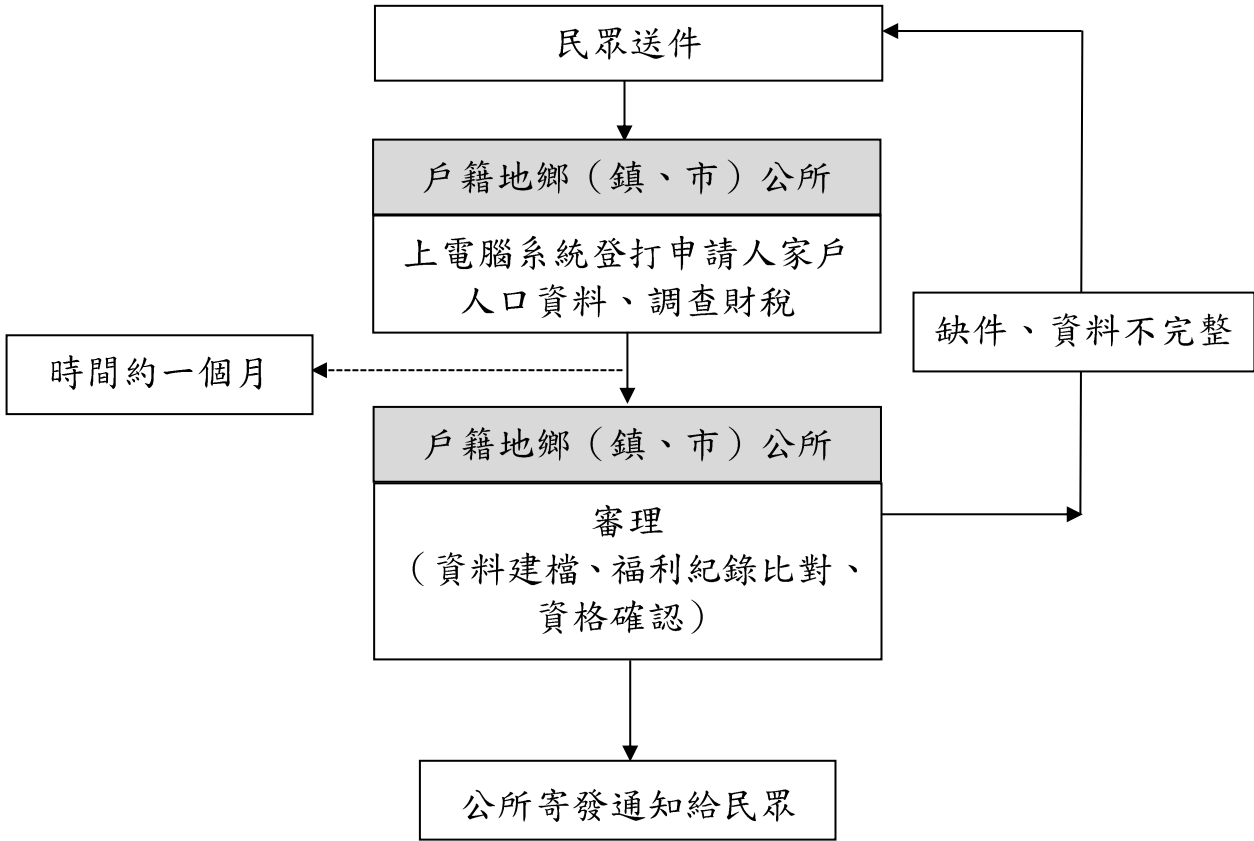 民眾送件
戶籍地鄉（鎮、市）公所
上電腦系統登打申請人家戶
人口資料、調查財稅
缺件、資料不完整
時間約一個月
戶籍地鄉（鎮、市）公所
審理
（資料建檔、福利紀錄比對、
資格確認）
公所寄發通知給民眾